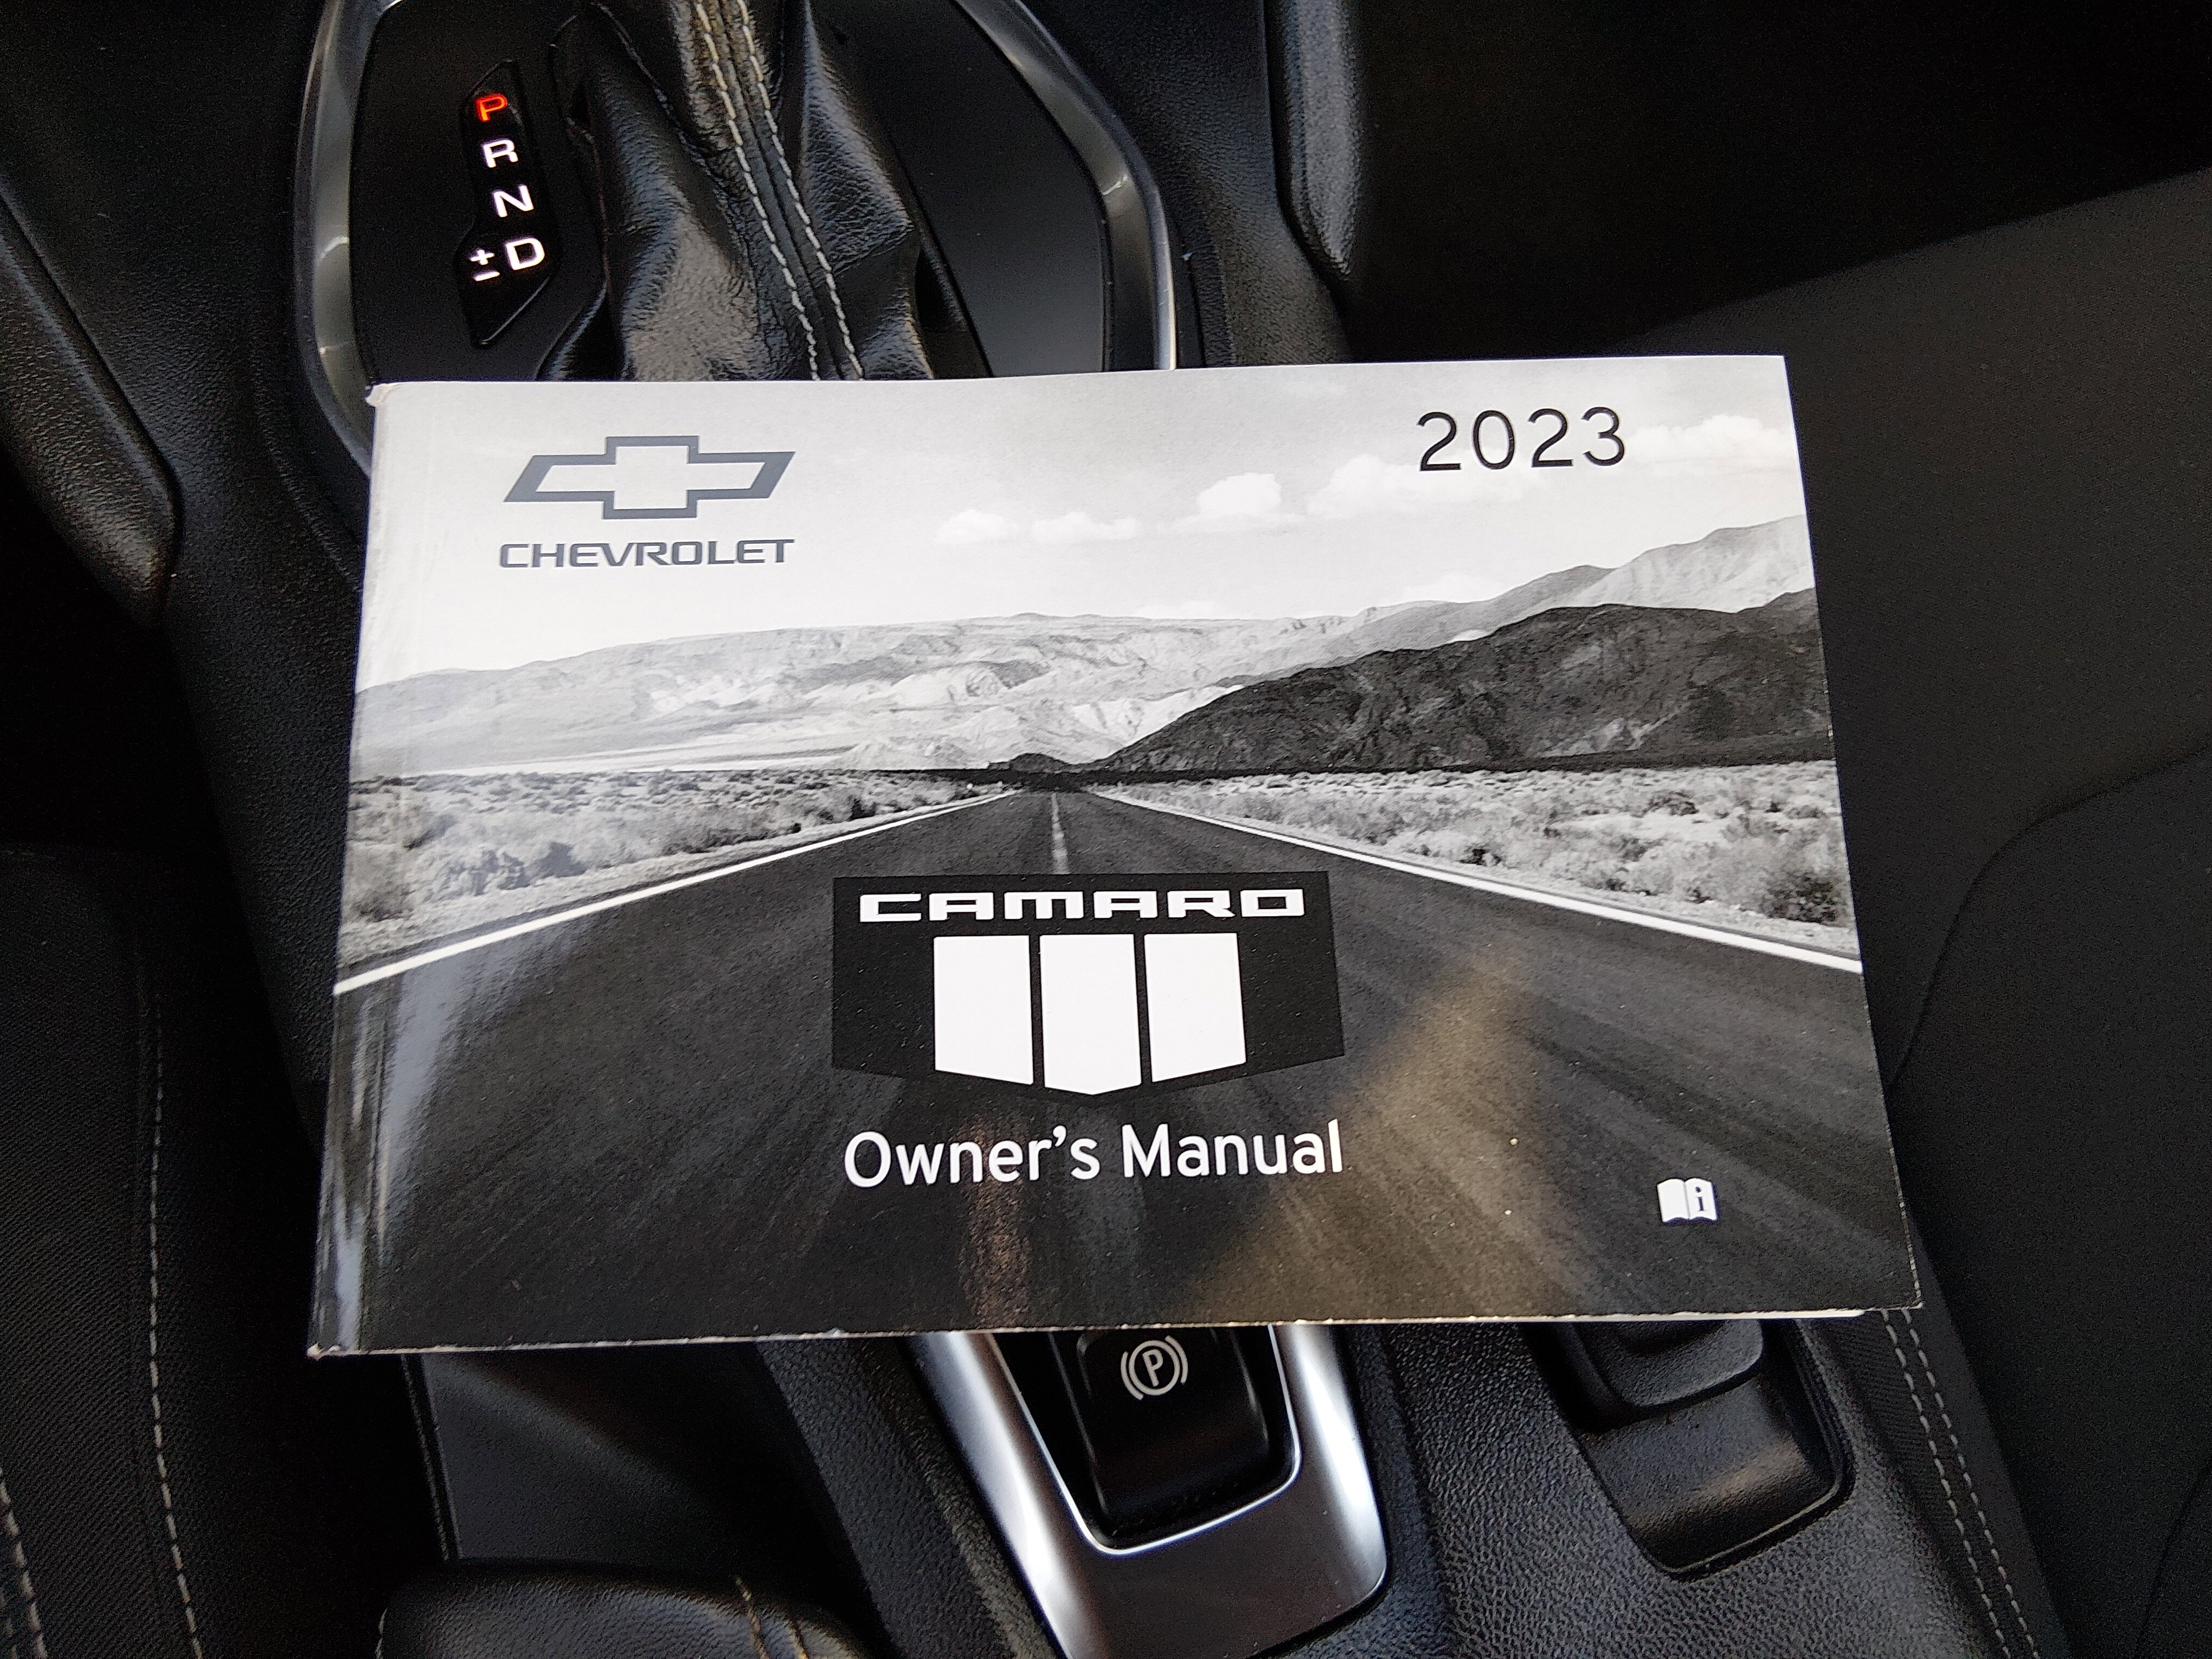 P
R
N
± D
2023
CHEVROLET
CAMARO
Owner's Manual
i
P